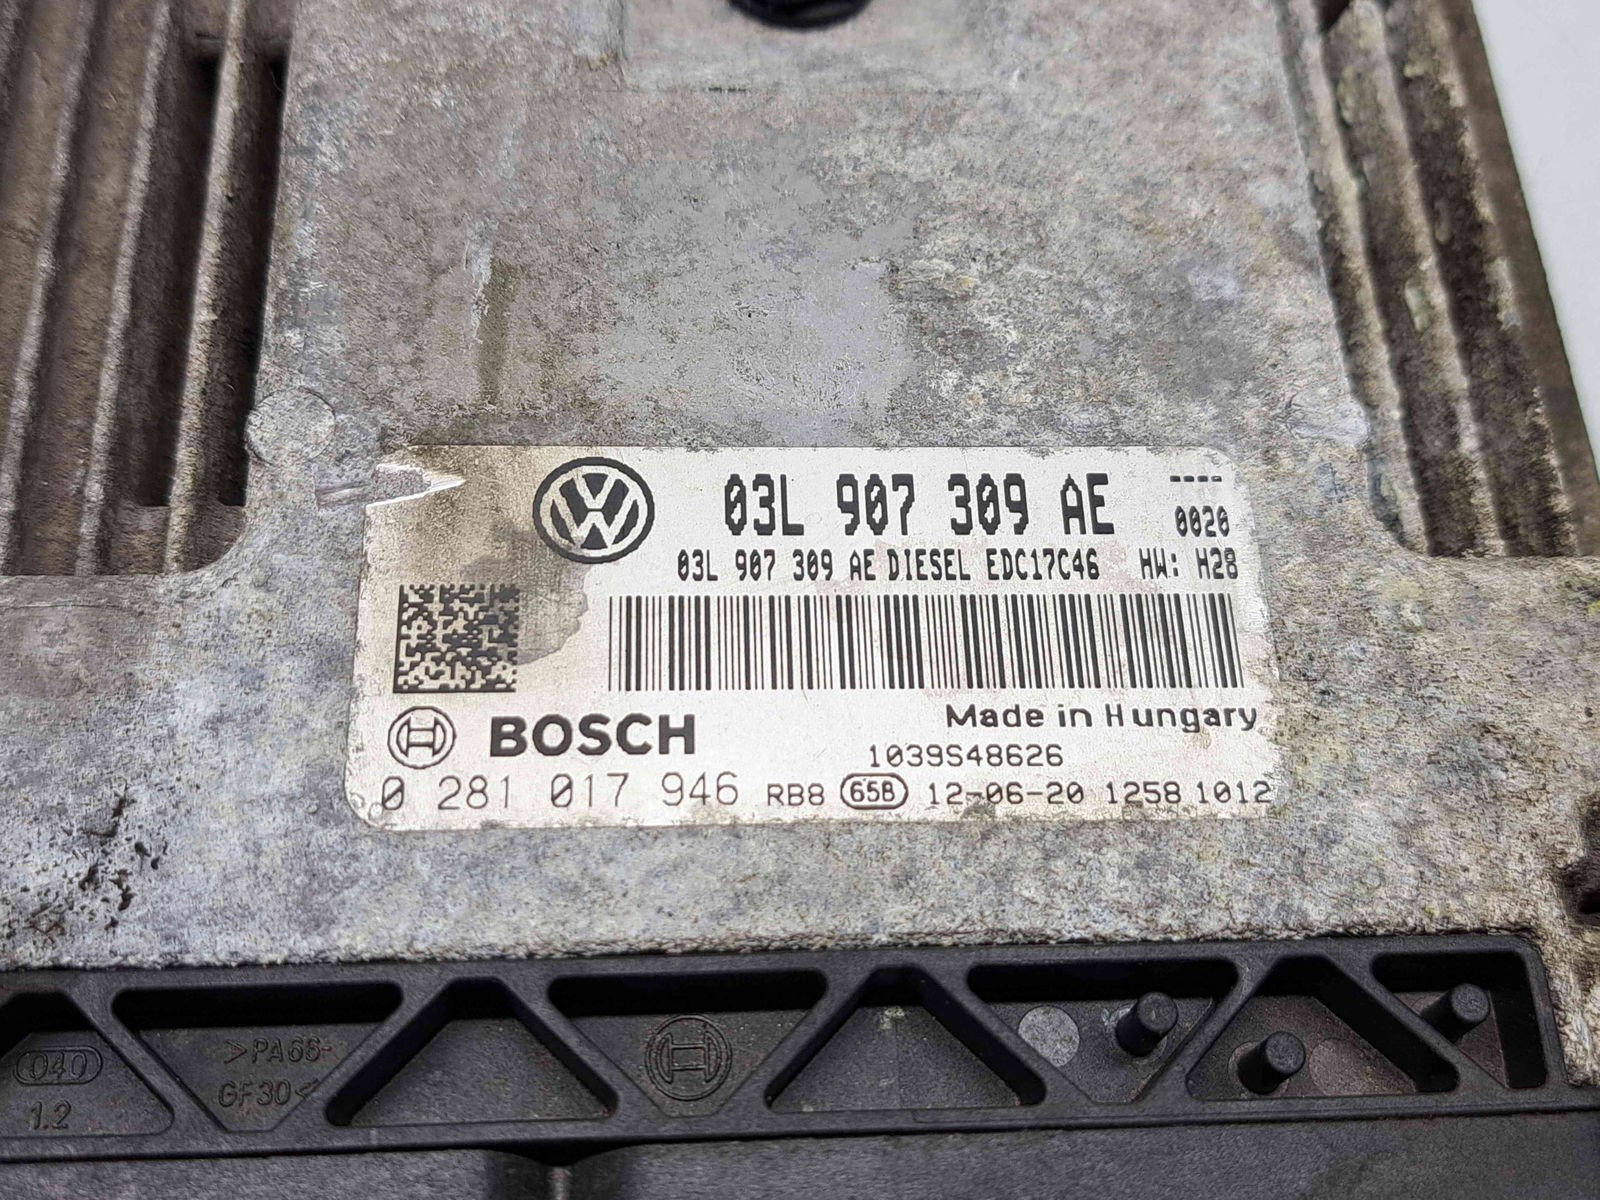 03L 907 309 AE ----
0020
03L 907 309 AE DIESEL EDC17C46 HW: H28
BOSCH
Made in Hungary
1039S48626
0 281 017 946 RB8 65B 12-06-20 1258 1012
040
1.2
>PA66-
GF30<